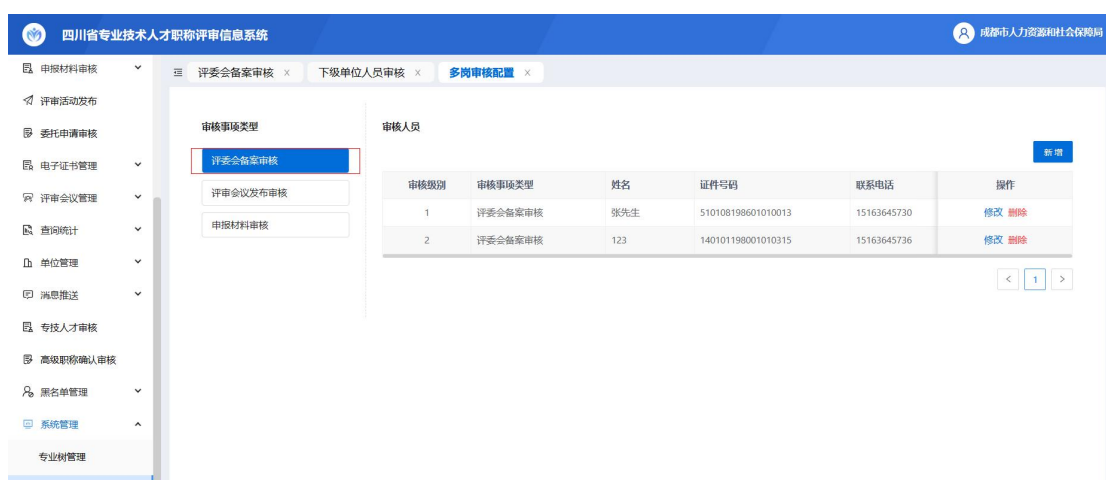 四川省专业技术人才职称评审信息系统
成都市人力资源和社会保障局
申报材料审核
评审活动发布
委托申请审核
电子证书管理
评审会议管理
查询统计
单位管理
消息推送
专技人才审核
高级职称确认审核
黑名单管理
系统管理
专业树管理
评委会备案审核 × 下级单位人员审核 × 多岗审核配置 ×
审核事项类型
评委会备案审核
评审会议发布审核
申报材料审核
审核人员
新增
审核级别 审核事项类型 姓名 证件号码 联系电话 操作
1 评委会备案审核 张先生 510108198601010013 15163645730 修改 删除
2 评委会备案审核 123 140101198001010315 15163645736 修改 删除
< 1 >